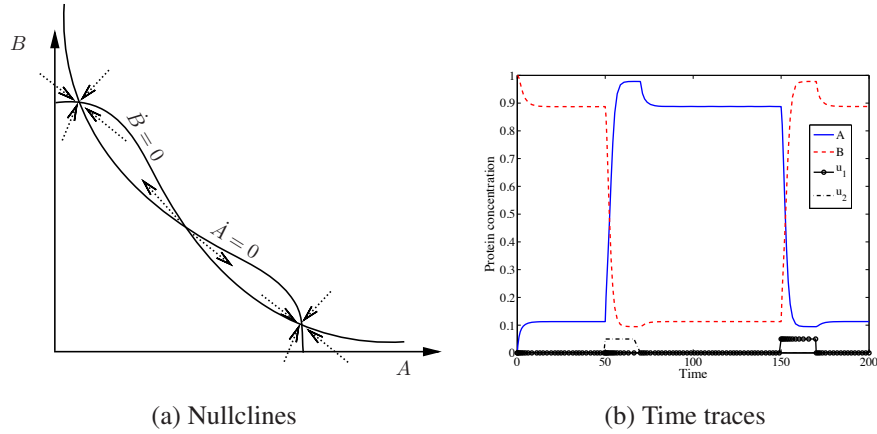 B
Ḃ = 0
Ȧ = 0
A
(a) Nullclines
Protein concentration
1
0.9
0.8
0.7
0.6
0.5
0.4
0.3
0.2
0.1
0
0
50
100
150
200
Time
A
B
u₁
u₂
(b) Time traces